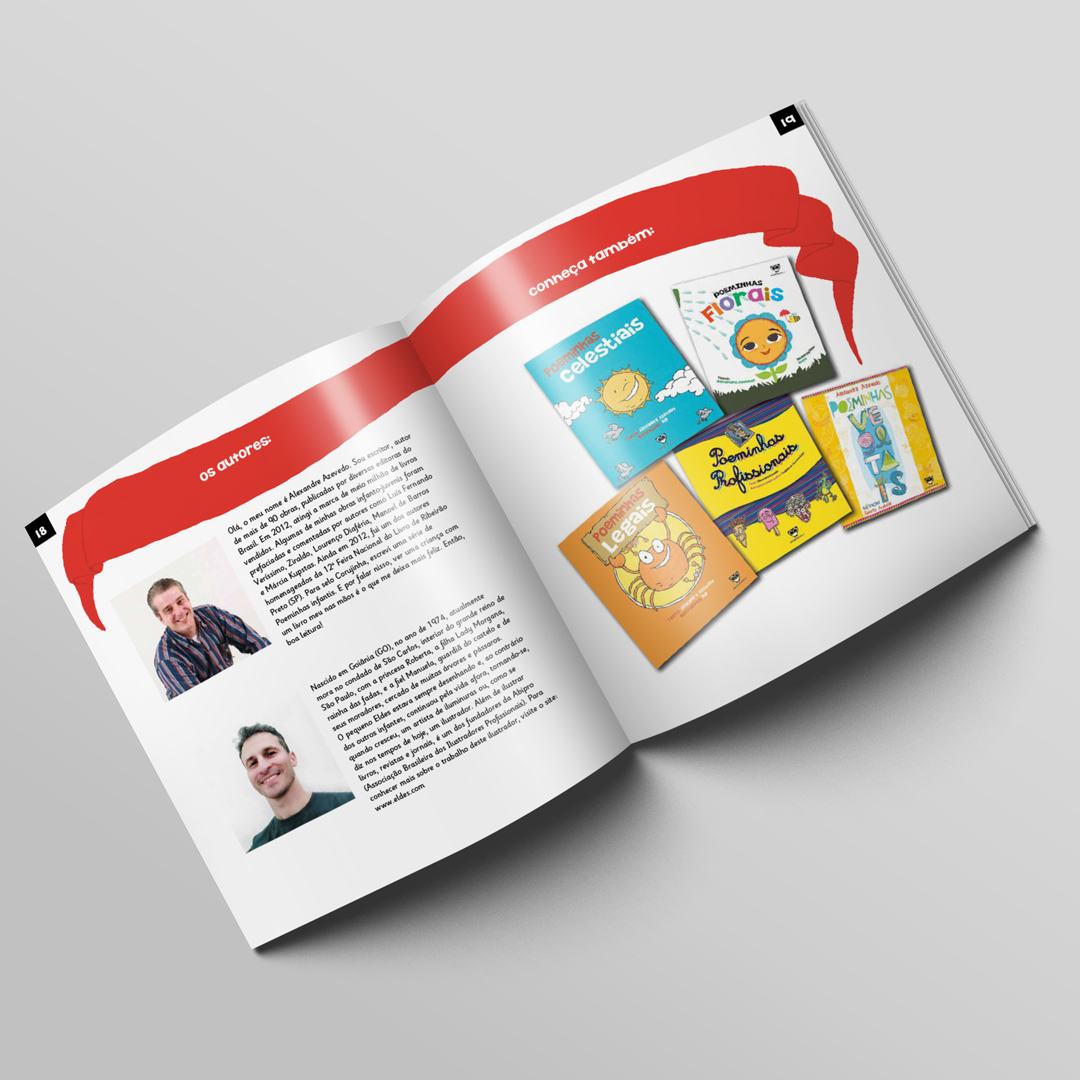 18
os autores:
Olá, o meu nome é Alexandre Azevedo. Sou escritor, autor
de mais de 90 obras, publicadas por diversas editoras do
Brasil. Em 2012, atingi a marca de meio milhão de livros
vendidos. Algumas de minhas obras infanto-juvenis foram
prefaciadas e comentadas por autores como Luis Fernando
Veríssimo, Ziraldo, Lourenço Diaféria, Manoel de Barros
e Márcia Kupstas. Ainda em 2012, fui um dos autores
homenageados da 12ª Feira Nacional do Livro de Ribeirão
Preto (SP). Para selo Corujinha, escrevi uma série de
Poeminhas infantis. E por falar nisso, ver uma criança com
um livro meu nas mãos é o que me deixa mais feliz. Então,
boa leitura!
Nascido em Goiânia (GO), no ano de 1974, atualmente
mora no condado de São Carlos, interior do grande reino de
São Paulo, com a princesa Roberta, a filha Lady Morgana,
rainha das fadas, e a fiel Manuela, guardiã do castelo e de
seus moradores, cercado de muitas árvores e pássaros.
O pequeno Eldes estava sempre desenhando e, ao contrário
dos outros infantes, continuou pela vida afora, tornando-se,
quando cresceu, um artista de iluminuras ou, como se
diz nos tempos de hoje, um ilustrador. Além de ilustrar
livros, revistas e jornais, é um dos fundadores da Abipro
(Associação Brasileira dos Ilustradores Profissionais). Para
conhecer mais sobre o trabalho deste ilustrador, visite o site:
www.eldes.com
19
conheça também:
Poeminhas
celestiais
POEMINHAS
Florais
Poeminhas
Legais
Poeminhas
Profissionais
Alexandre Azevedo
POEMINHAS
VEGETAIS